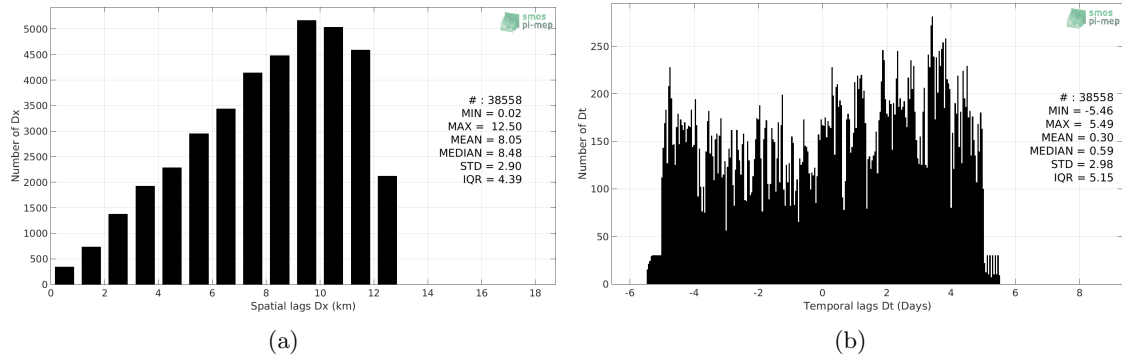 smos
pi-mep
5000
4500
4000
3500
3000
2500
2000
1500
1000
500
0
Number of Dx
# : 38558
MIN = 0.02
MAX = 12.50
MEAN = 8.05
MEDIAN = 8.48
STD = 2.90
IQR = 4.39
0 2 4 6 8 10 12 14 16 18
Spatial lags Dx (km)
(a)
smos
pi-mep
250
200
150
100
50
0
Number of Dt
# : 38558
MIN = -5.46
MAX = 5.49
MEAN = 0.30
MEDIAN = 0.59
STD = 2.98
IQR = 5.15
-6 -4 -2 0 2 4 6 8
Temporal lags Dt (Days)
(b)